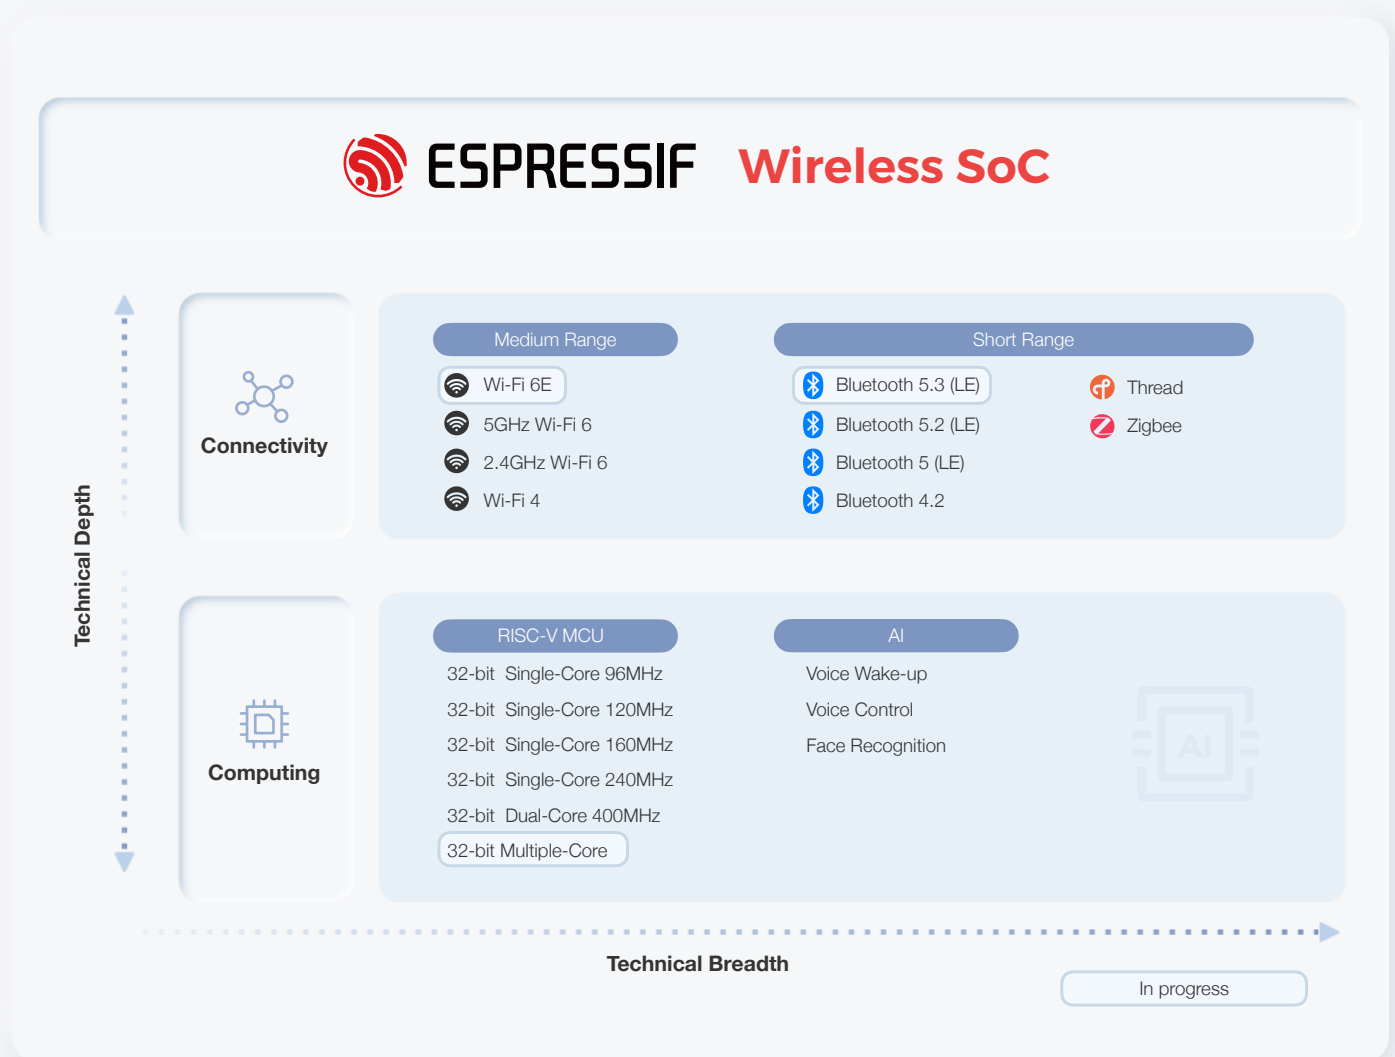 ESPRESSIF Wireless SoC
Technical Depth
Connectivity
Medium Range
Wi-Fi 6E
5GHz Wi-Fi 6
2.4GHz Wi-Fi 6
Wi-Fi 4
Short Range
Bluetooth 5.3 (LE)
Bluetooth 5.2 (LE)
Bluetooth 5 (LE)
Bluetooth 4.2
Thread
Zigbee
Computing
RISC-V MCU
32-bit Single-Core 96MHz
32-bit Single-Core 120MHz
32-bit Single-Core 160MHz
32-bit Single-Core 240MHz
32-bit Dual-Core 400MHz
32-bit Multiple-Core
AI
Voice Wake-up
Voice Control
Face Recognition
AI
Technical Breadth
In progress